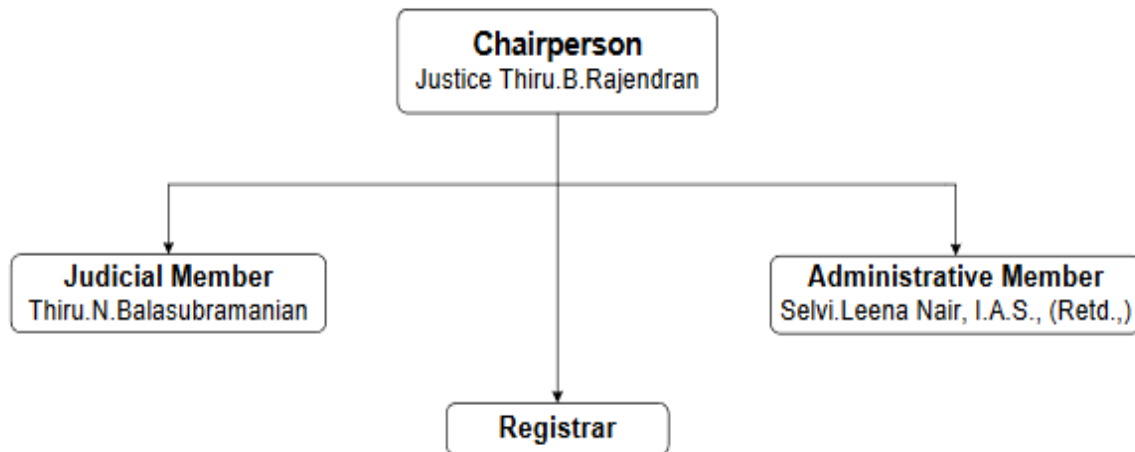 Chairperson
Justice Thiru.B.Rajendran
Judicial Member
Thiru.N.Balasubramanian
Administrative Member
Selvi.Leena Nair, I.A.S., (Retd.,)
Registrar